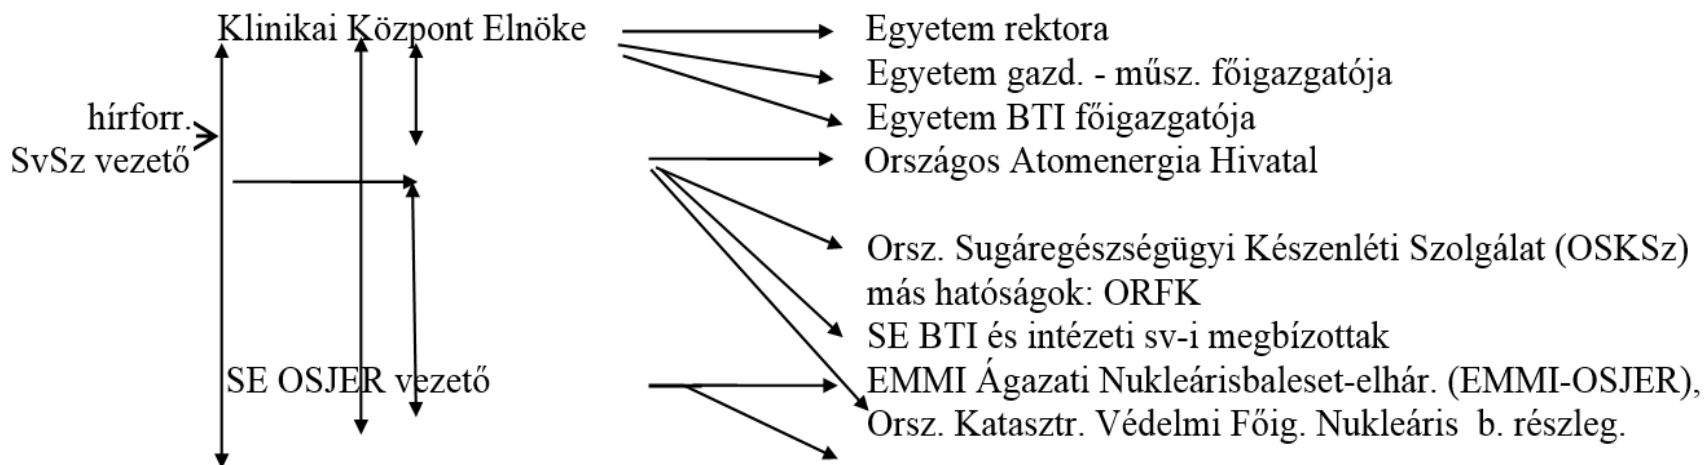 Klinikai Központ Elnöke
Egyetem rektora
Egyetem gazd. - műsz. főigazgatója
hírforr.
Egyetem BTI főigazgatója
SvSz vezető
Országos Atomenergia Hivatal
Orsz. Sugáregészségügyi Készenléti Szolgálat (OSKSz)
más hatóságok: ORFK
SE BTI és intézeti sv-i megbízottak
SE OSJER vezető
EMMI Ágazati Nukleárisbaleset-elhár. (EMMI-OSJER),
Orsz. Katasztr. Védelmi Főig. Nukleáris b. részleg.